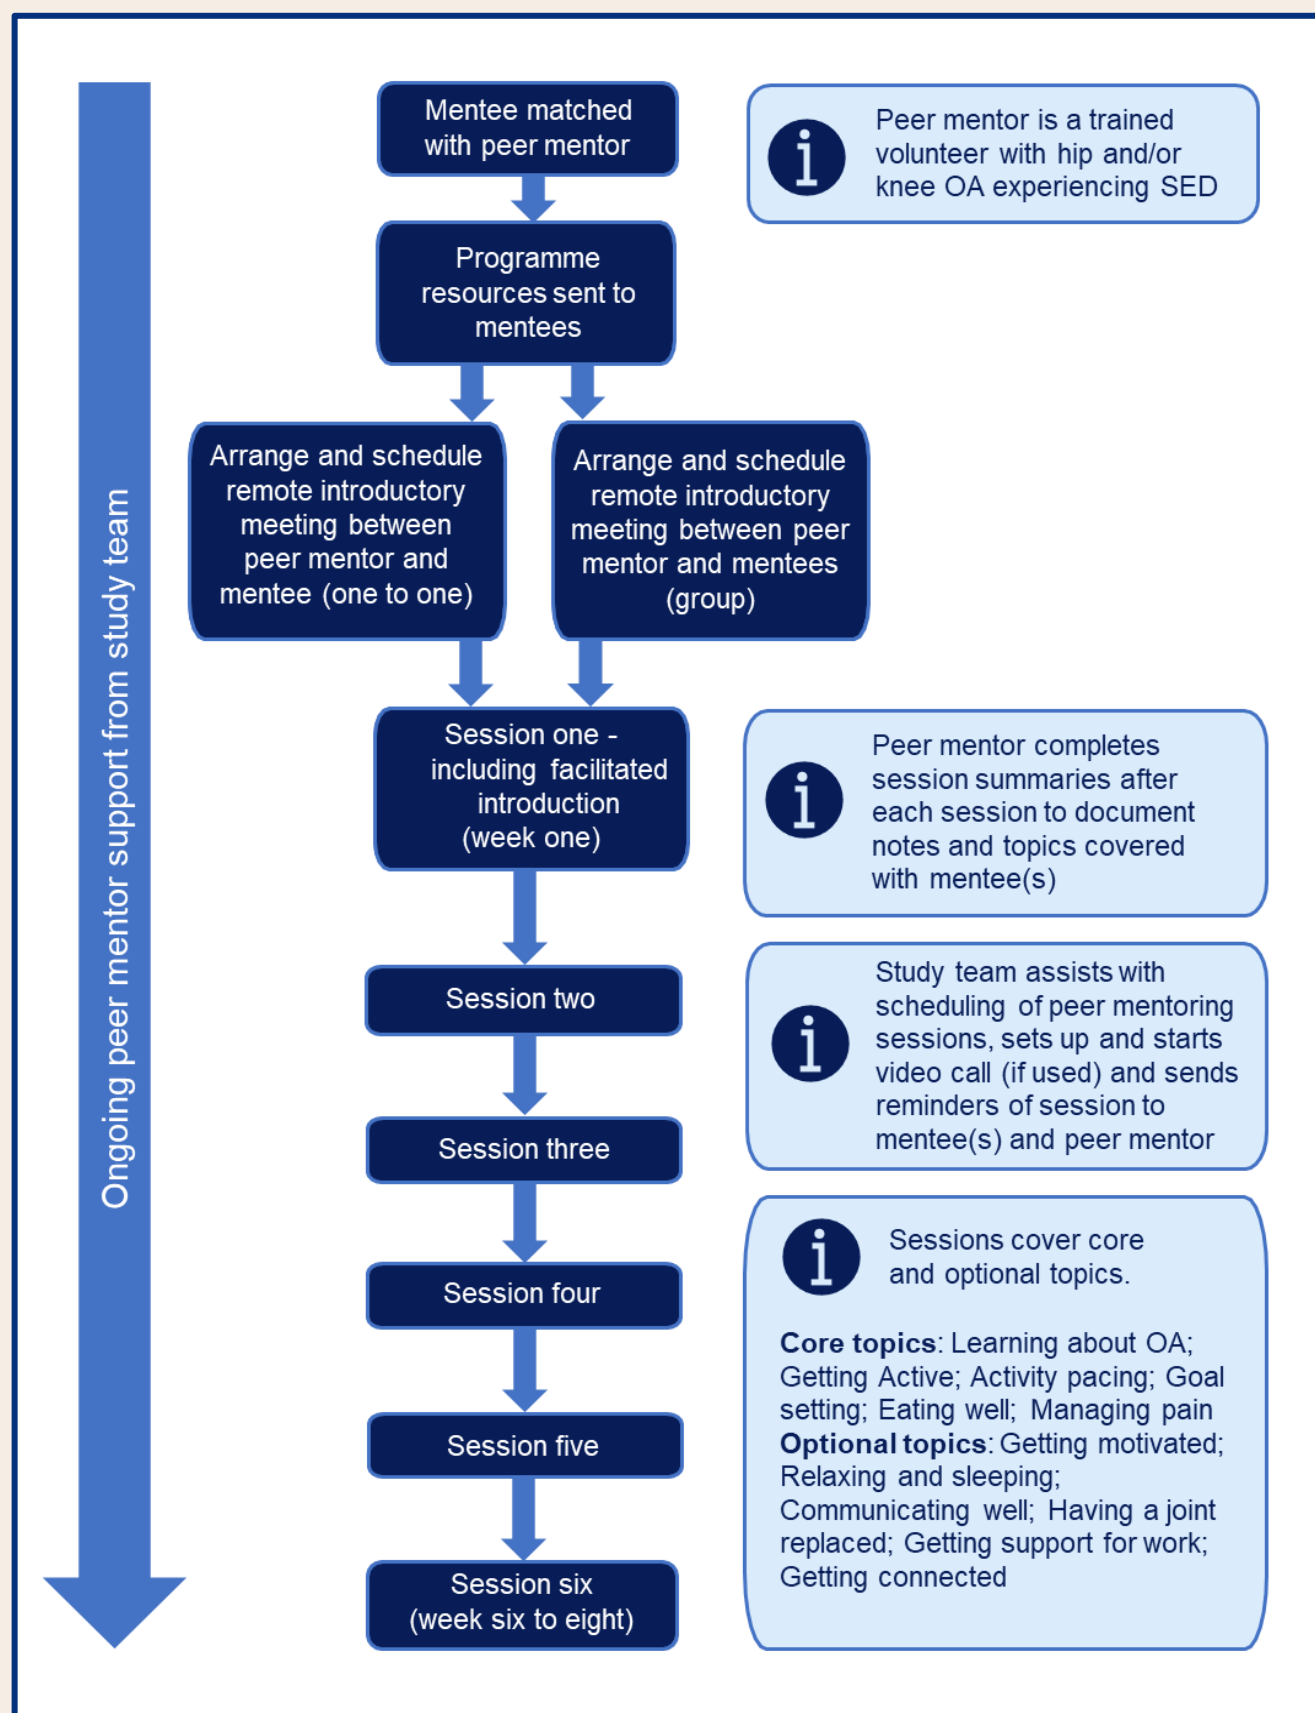 Ongoing peer mentor support from study team
Mentee matched
with peer mentor
Peer mentor is a trained
volunteer with hip and/or
knee OA experiencing SED
Programme
resources sent to
mentees
Arrange and schedule
remote introductory
meeting between
peer mentor and
mentee (one to one)
Arrange and schedule
remote introductory
meeting between peer
mentor and mentees
(group)
Session one -
including facilitated
introduction
(week one)
Peer mentor completes
session summaries after
each session to document
notes and topics covered
with mentee(s)
Session two
Study team assists with
scheduling of peer mentoring
sessions, sets up and starts
video call (if used) and sends
reminders of session to
mentee(s) and peer mentor
Session three
Session four
Session five
Session six
(week six to eight)
Sessions cover core
and optional topics.
Core topics: Learning about OA;
Getting Active; Activity pacing; Goal
setting; Eating well; Managing pain
Optional topics: Getting motivated;
Relaxing and sleeping;
Communicating well; Having a joint
replaced; Getting support for work;
Getting connected